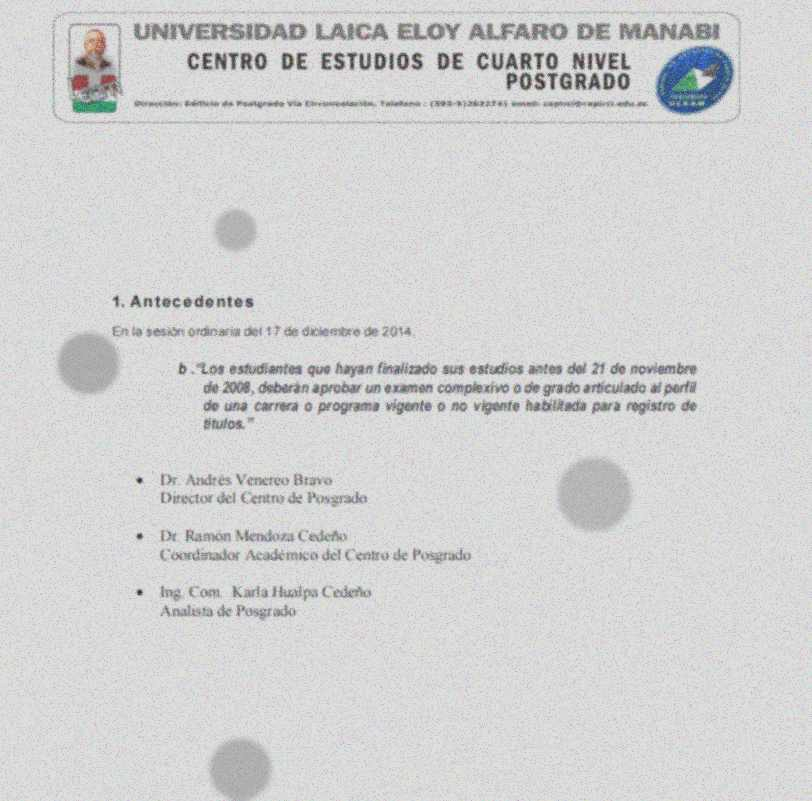 UNIVERSIDAD LAICA ELOY ALFARO DE MANABI
CENTRO DE ESTUDIOS DE CUARTO NIVEL
POSTGRADO
Dirección: Edificio de Postgrado Vía Circunvalación. Teléfono : (593-5)2622741 email:
1. Antecedentes
En la sesión ordinaria del 17 de diciembre de 2014.
b ."Los estudiantes que hayan finalizado sus estudios antes del 21 de noviembre
de 2008, deberán aprobar un examen complexivo o de grado articulado al perfil
de una carrera o programa vigente o no vigente habilitada para registro de
títulos."
• Dr. Andrés Venereo Bravo
Director del Centro de Posgrado
• Dr. Ramón Mendoza Cedeño
Coordinador Académico del Centro de Posgrado
• Ing. Com. Karla Hualpa Cedeño
Analista de Posgrado